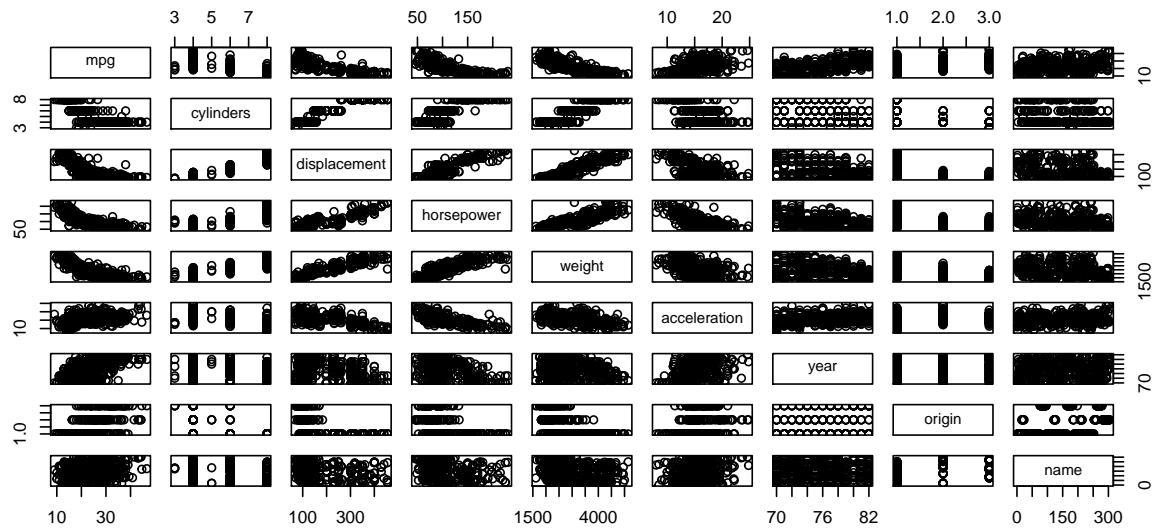 3 5 7 50 150 10 20 1.0 2.0 3.0
mpg 10
8 3 cylinders
displacement 100
50 horsepower
weight 1500
10 acceleration
year 70
1.0 origin
name 0
10 30 100 300 1500 4000 70 76 82 0 150 300